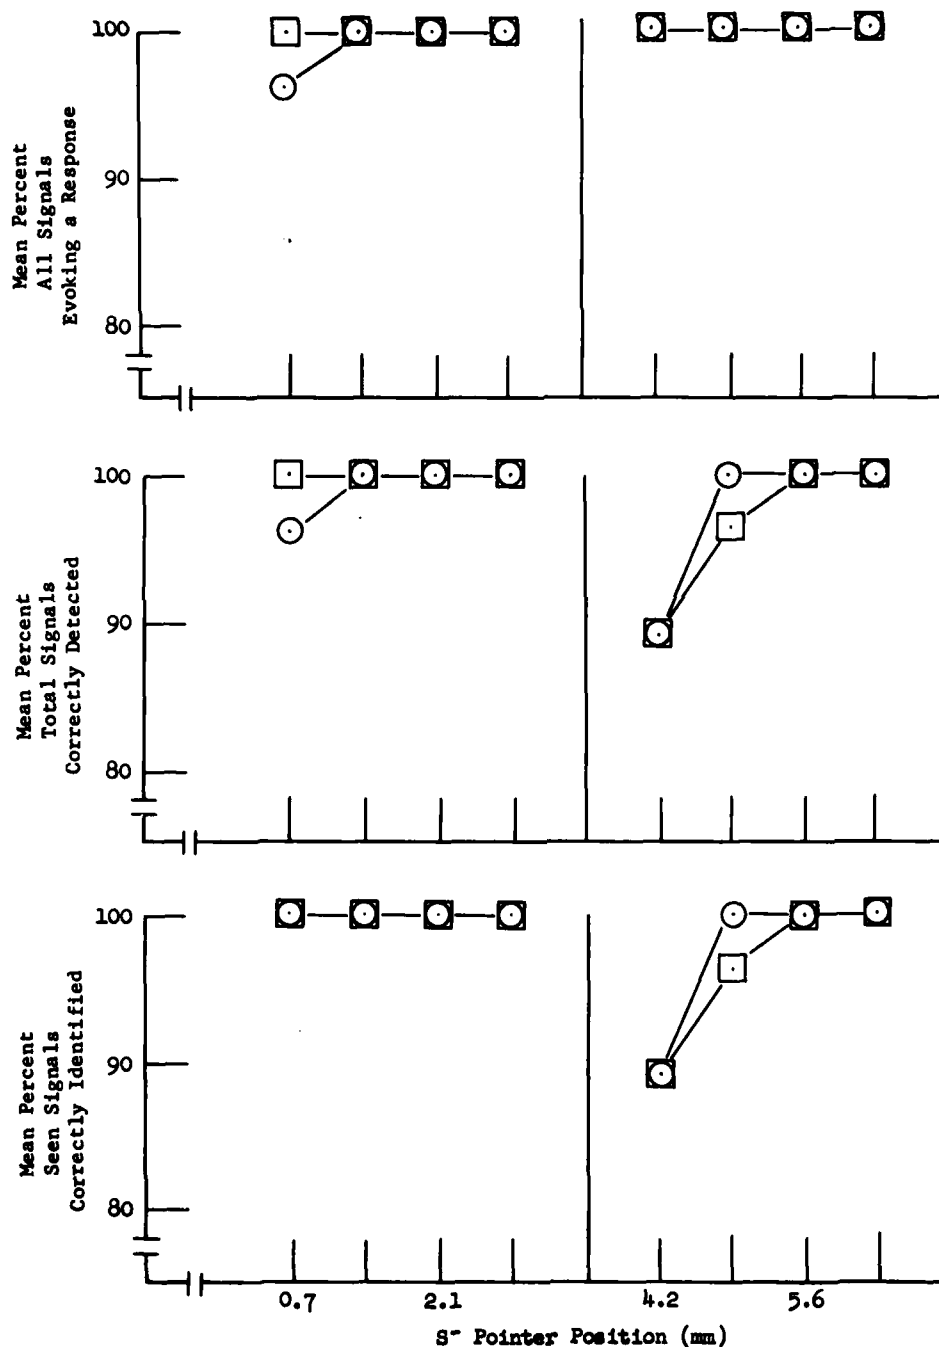 Mean Percent
All Signals
Evoking a Response
100
90
80
Mean Percent
Total Signals
Correctly Detected
100
90
80
Mean Percent
Seen Signals
Correctly Identified
100
90
80
0.7 2.1 4.2 5.6
S- Pointer Position (mm)